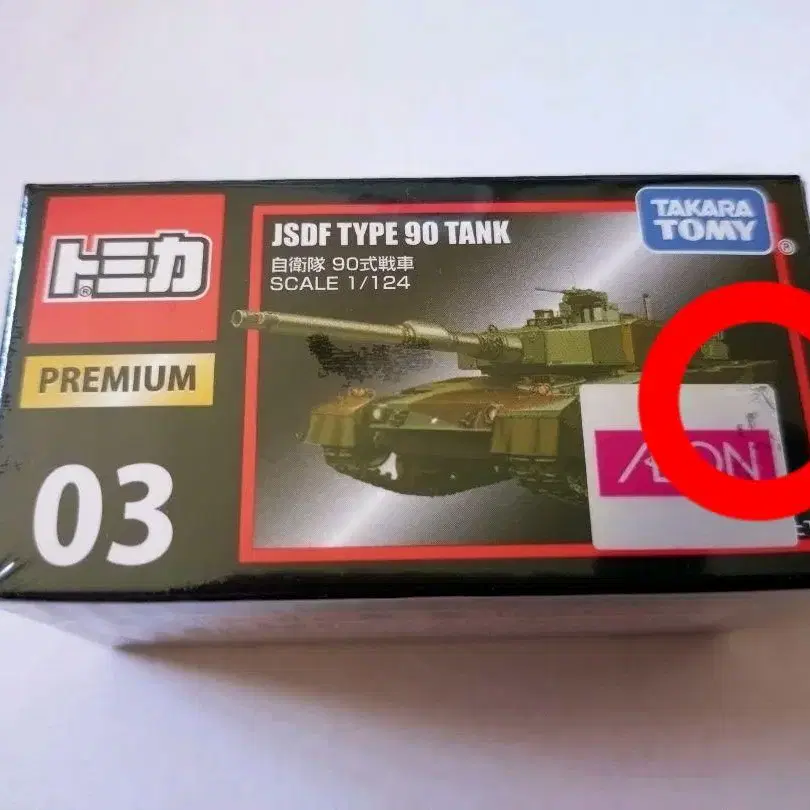 トミカ
®
PREMIUM
03
JSDF TYPE 90 TANK
自衛隊 90式戦車
SCALE 1/124
TAKARA
TOMY
®
ÆON